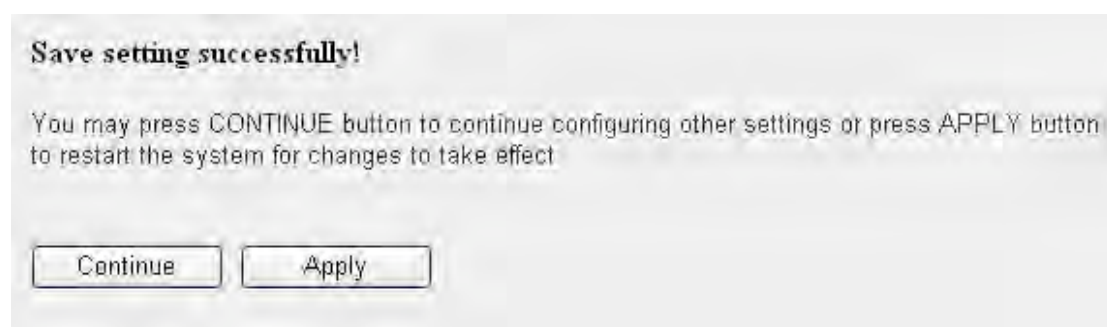 Save setting successfully!
You may press CONTINUE button to continue configuring other settings or press APPLY button
to restart the system for changes to take effect
Continue
Apply